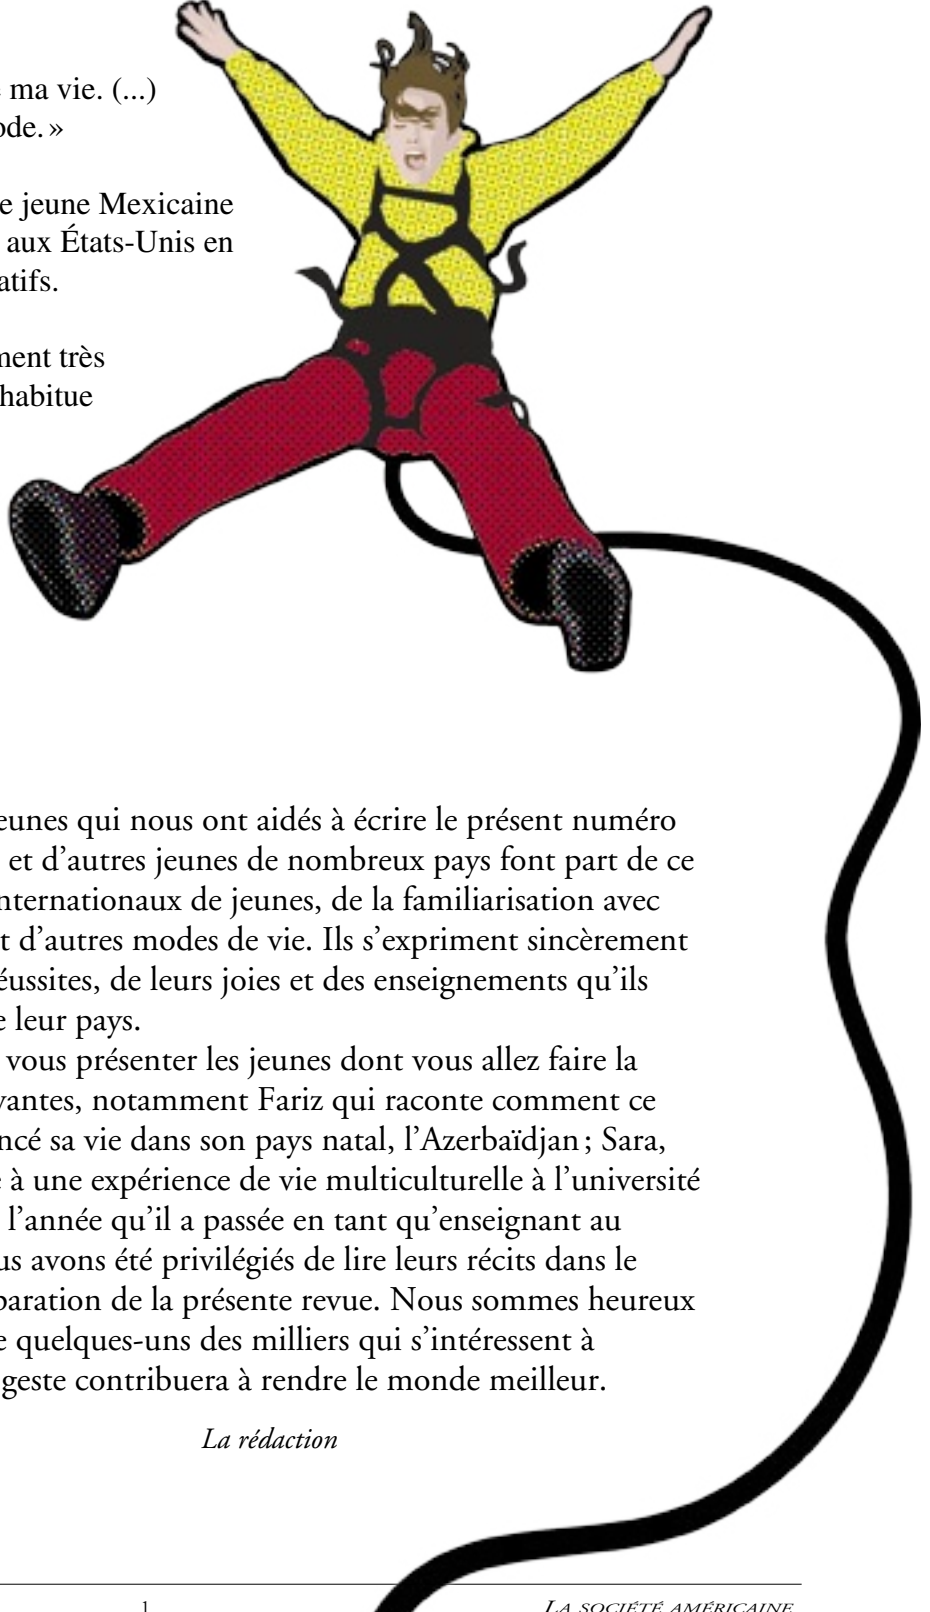 ma vie. (...)
ode. »
e jeune Mexicaine
aux États-Unis en
atifs.
ment très
habitue
eunes qui nous ont aidés à écrire le présent numéro
et d’autres jeunes de nombreux pays font part de ce
nternationaux de jeunes, de la familiarisation avec
t d’autres modes de vie. Ils s’expriment sincèrement
éussites, de leurs joies et des enseignements qu’ils
e leur pays.
vous présenter les jeunes dont vous allez faire la
vantes, notamment Fariz qui raconte comment ce
ncé sa vie dans son pays natal, l’Azerbaïdjan ; Sara,
e à une expérience de vie multiculturelle à l’université
l’année qu’il a passée en tant qu’enseignant au
us avons été privilégiés de lire leurs récits dans le
paration de la présente revue. Nous sommes heureux
e quelques-uns des milliers qui s’intéressent à
geste contribuera à rendre le monde meilleur.
La rédaction
1 LA SOCIÉTÉ AMÉRICAINE